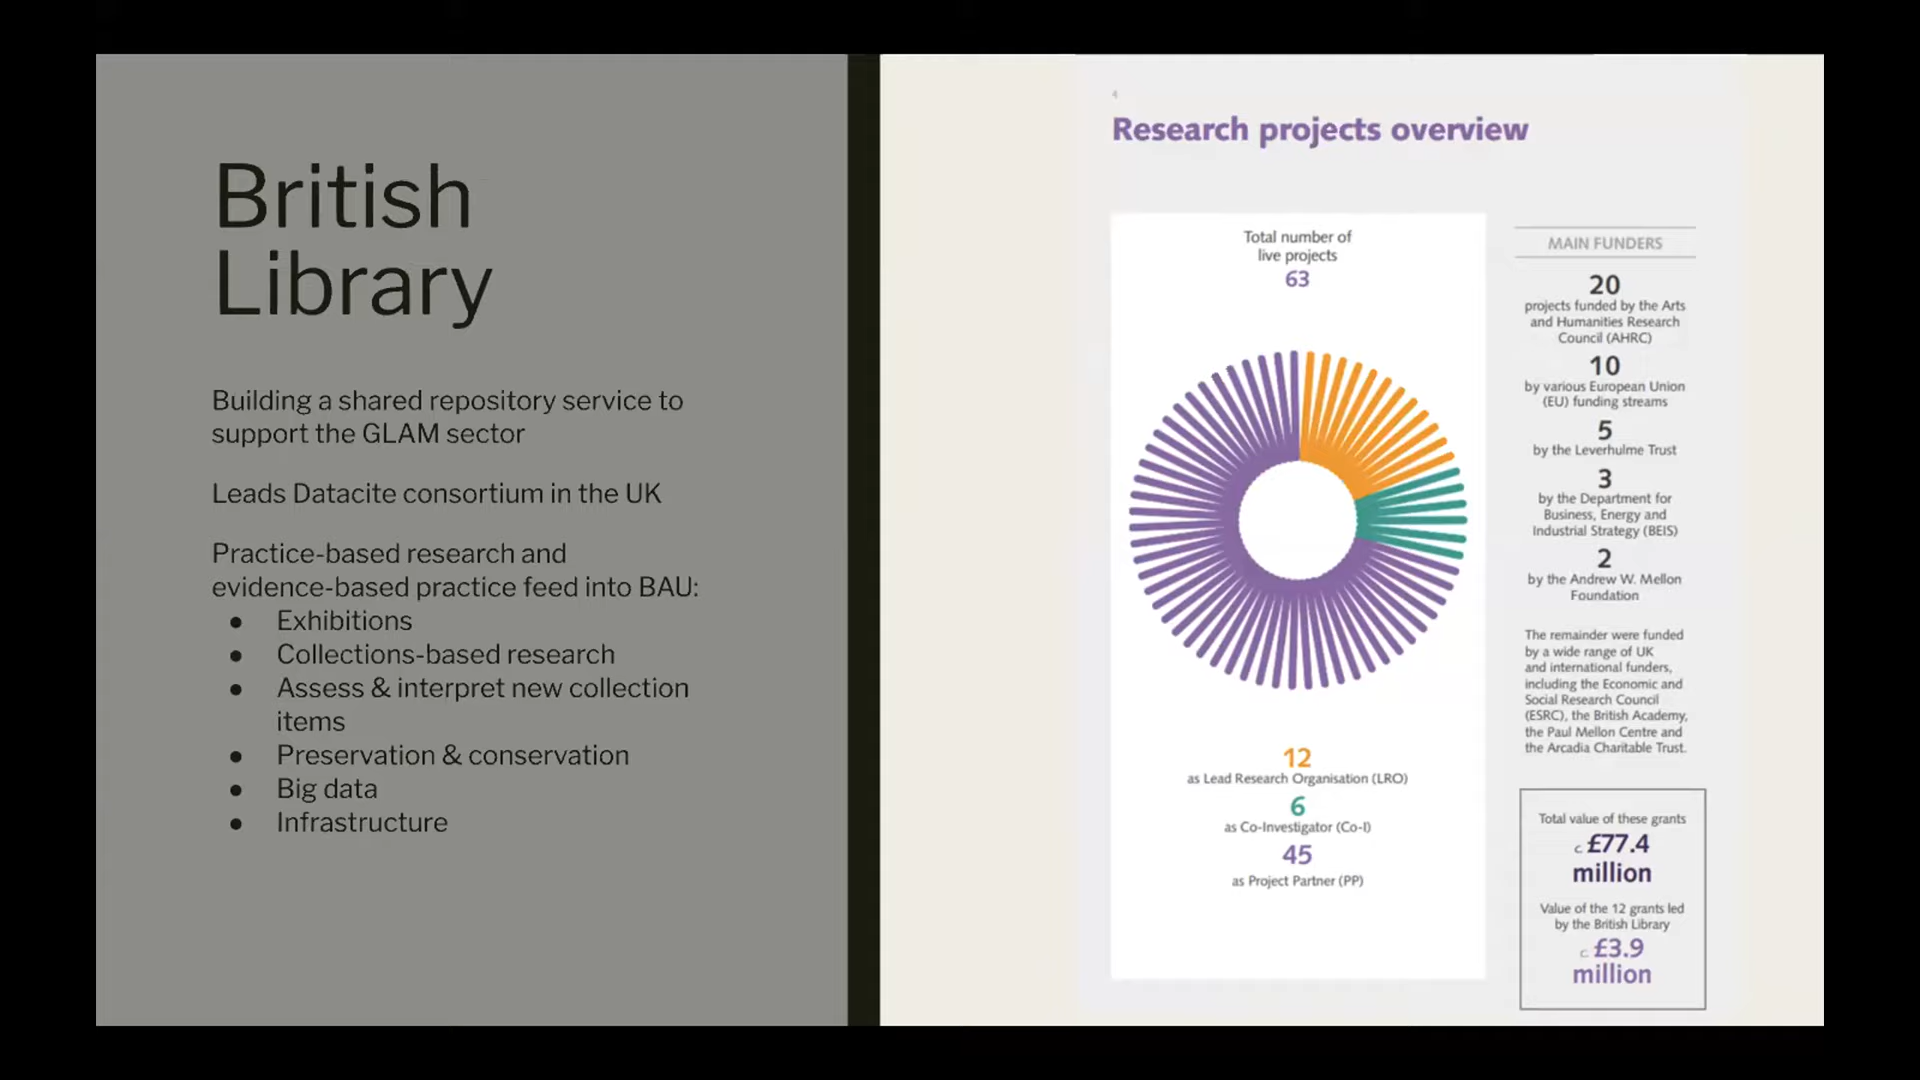 British
Library
Building a shared repository service to
support the GLAM sector
Leads Datacite consortium in the UK
Practice-based research and
evidence-based practice feed into BAU:
● Exhibitions
● Collections-based research
● Assess & interpret new collection
items
● Preservation & conservation
● Big data
● Infrastructure
4
Research projects overview
Total number of
live projects
63
12
as Lead Research Organisation (LRO)
6
as Co-Investigator (Co-I)
45
as Project Partner (PP)
MAIN FUNDERS
20
projects funded by the Arts
and Humanities Research
Council (AHRC)
10
by various European Union
(EU) funding streams
5
by the Leverhulme Trust
3
by the Department for
Business, Energy and
Industrial Strategy (BEIS)
2
by the Andrew W. Mellon
Foundation
The remainder were funded
by a wide range of UK
and international funders,
including the Economic and
Social Research Council
(ESRC), the British Academy,
the Paul Mellon Centre and
the Arcadia Charitable Trust.
Total value of these grants
c £77.4
million
Value of the 12 grants led
by the British Library
c £3.9
million